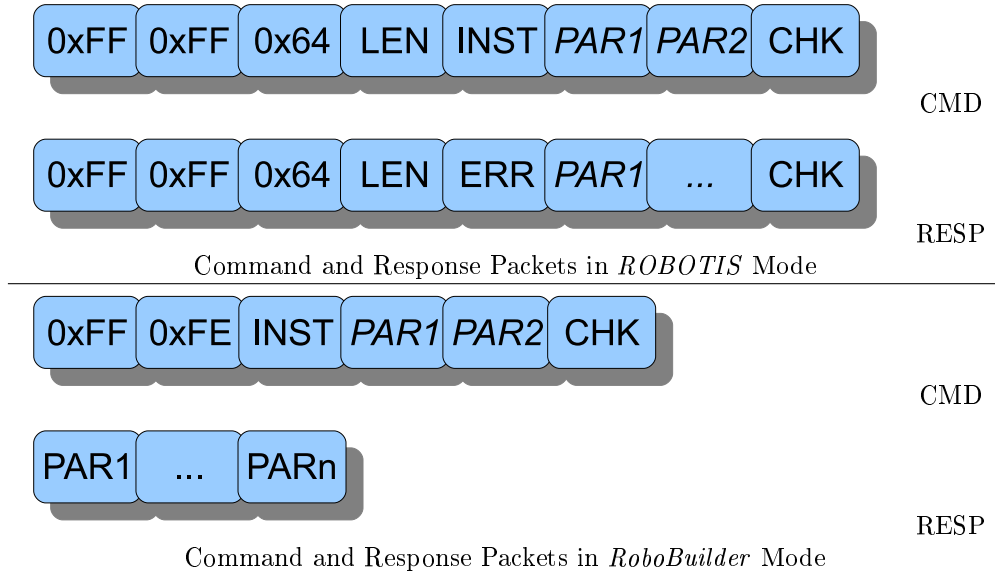 0xFF 0xFF 0x64 LEN INST PAR1 PAR2 CHK
CMD
0xFF 0xFF 0x64 LEN ERR PAR1 ... CHK
RESP
Command and Response Packets in ROBOTIS Mode
0xFF 0xFE INST PAR1 PAR2 CHK
CMD
PAR1 ... PARn
RESP
Command and Response Packets in RoboBuilder Mode